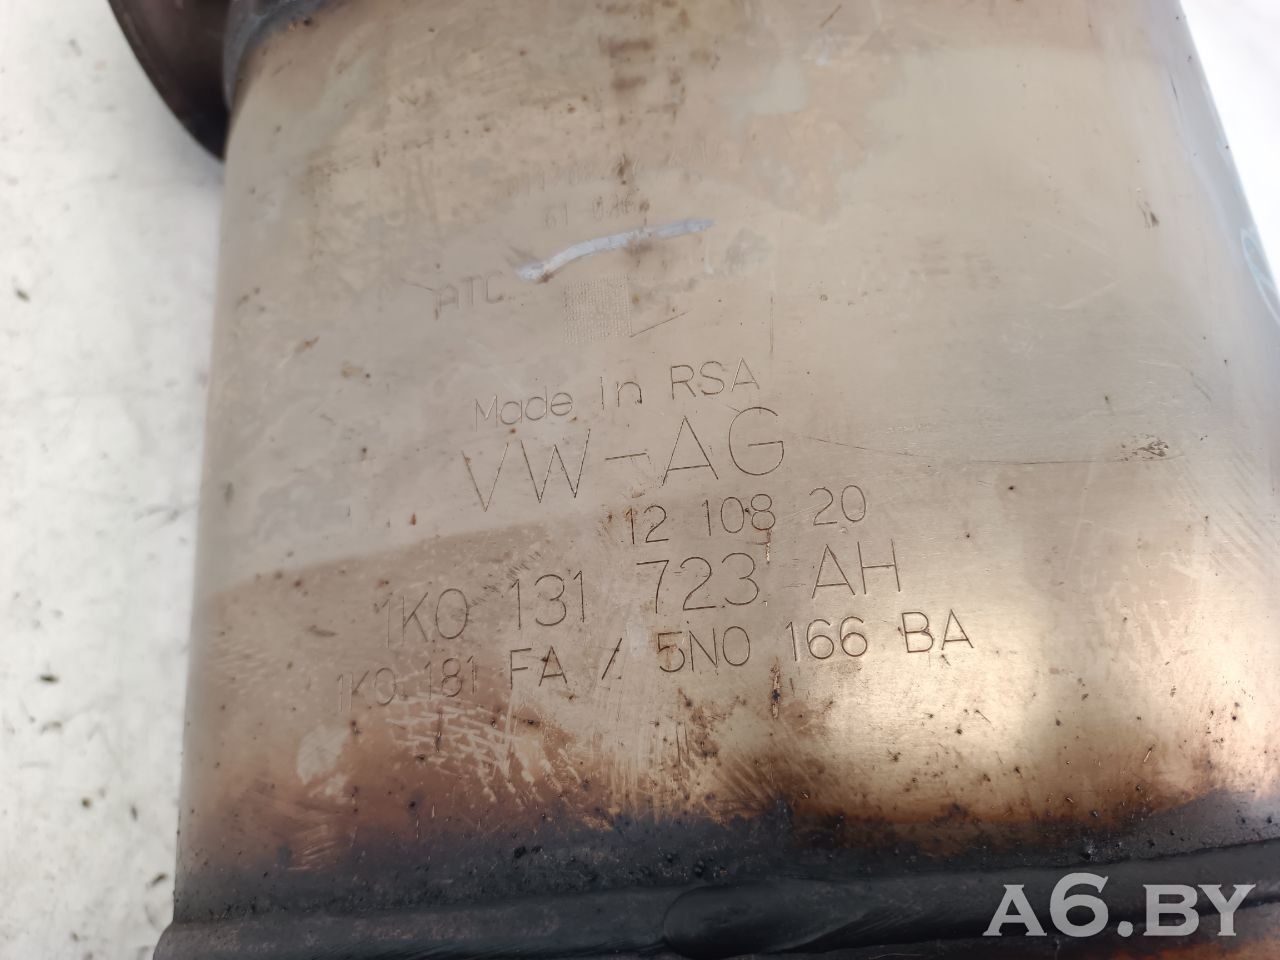 ATC
Made in RSA
VW-AG
12 108 20
1K0 131 723 AH
1K0 181 FA / 5N0 166 BA
A6.BY